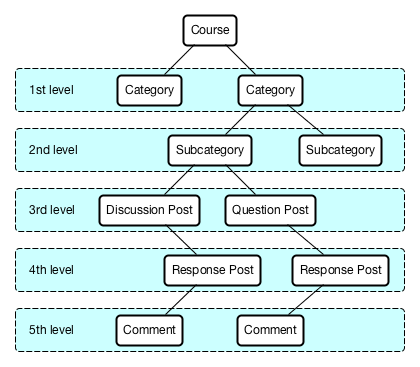 Course
1st level
Category
Category
2nd level
Subcategory
Subcategory
3rd level
Discussion Post
Question Post
4th level
Response Post
Response Post
5th level
Comment
Comment